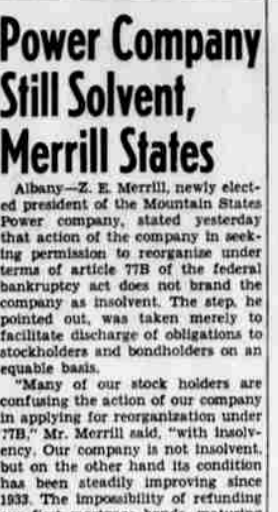 Power Company
Still Solvent,
Merrill States
Albany—Z. E. Merrill, newly elect-
ed president of the Mountain States
Power company, stated yesterday
that action of the company in seek-
ing permission to reorganize under
terms of article 77B of the federal
bankruptcy act does not brand the
company as insolvent. The step, he
pointed out, was taken merely to
facilitate discharge of obligations to
stockholders and bondholders on an
equable basis.
"Many of our stock holders are
confusing the action of our company
in applying for reorganization under
77B," Mr. Merrill said, "with insolv-
ency. Our company is not insolvent,
but on the other hand its condition
has been steadily improving since
1933. The impossibility of refunding